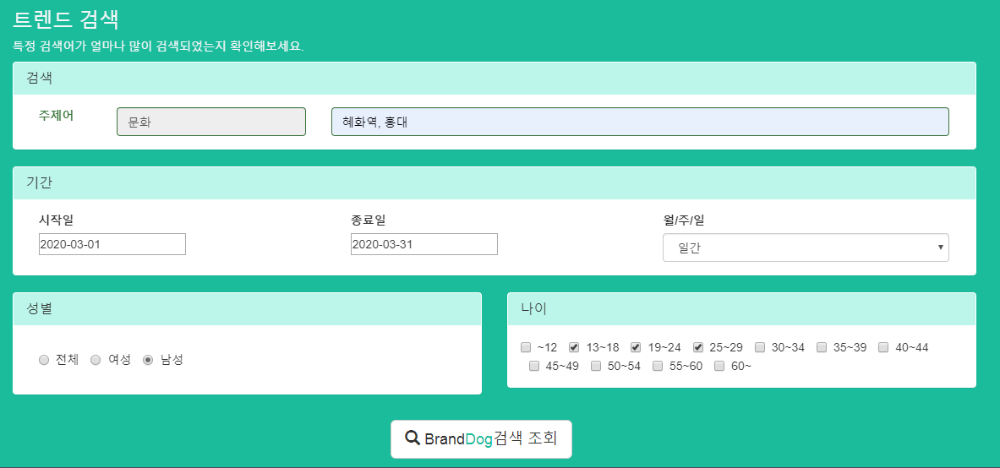 트렌드 검색
특정 검색어가 얼마나 많이 검색되었는지 확인해보세요.
검색
주제어 문화 혜화역, 홍대
기간
시작일 종료일 월/주/일
2020-03-01 2020-03-31 일간
성별
전체 여성 남성
나이
~12 13~18 19~24 25~29 30~34 35~39 40~44
45~49 50~54 55~60 60~
BrandDog검색 조회